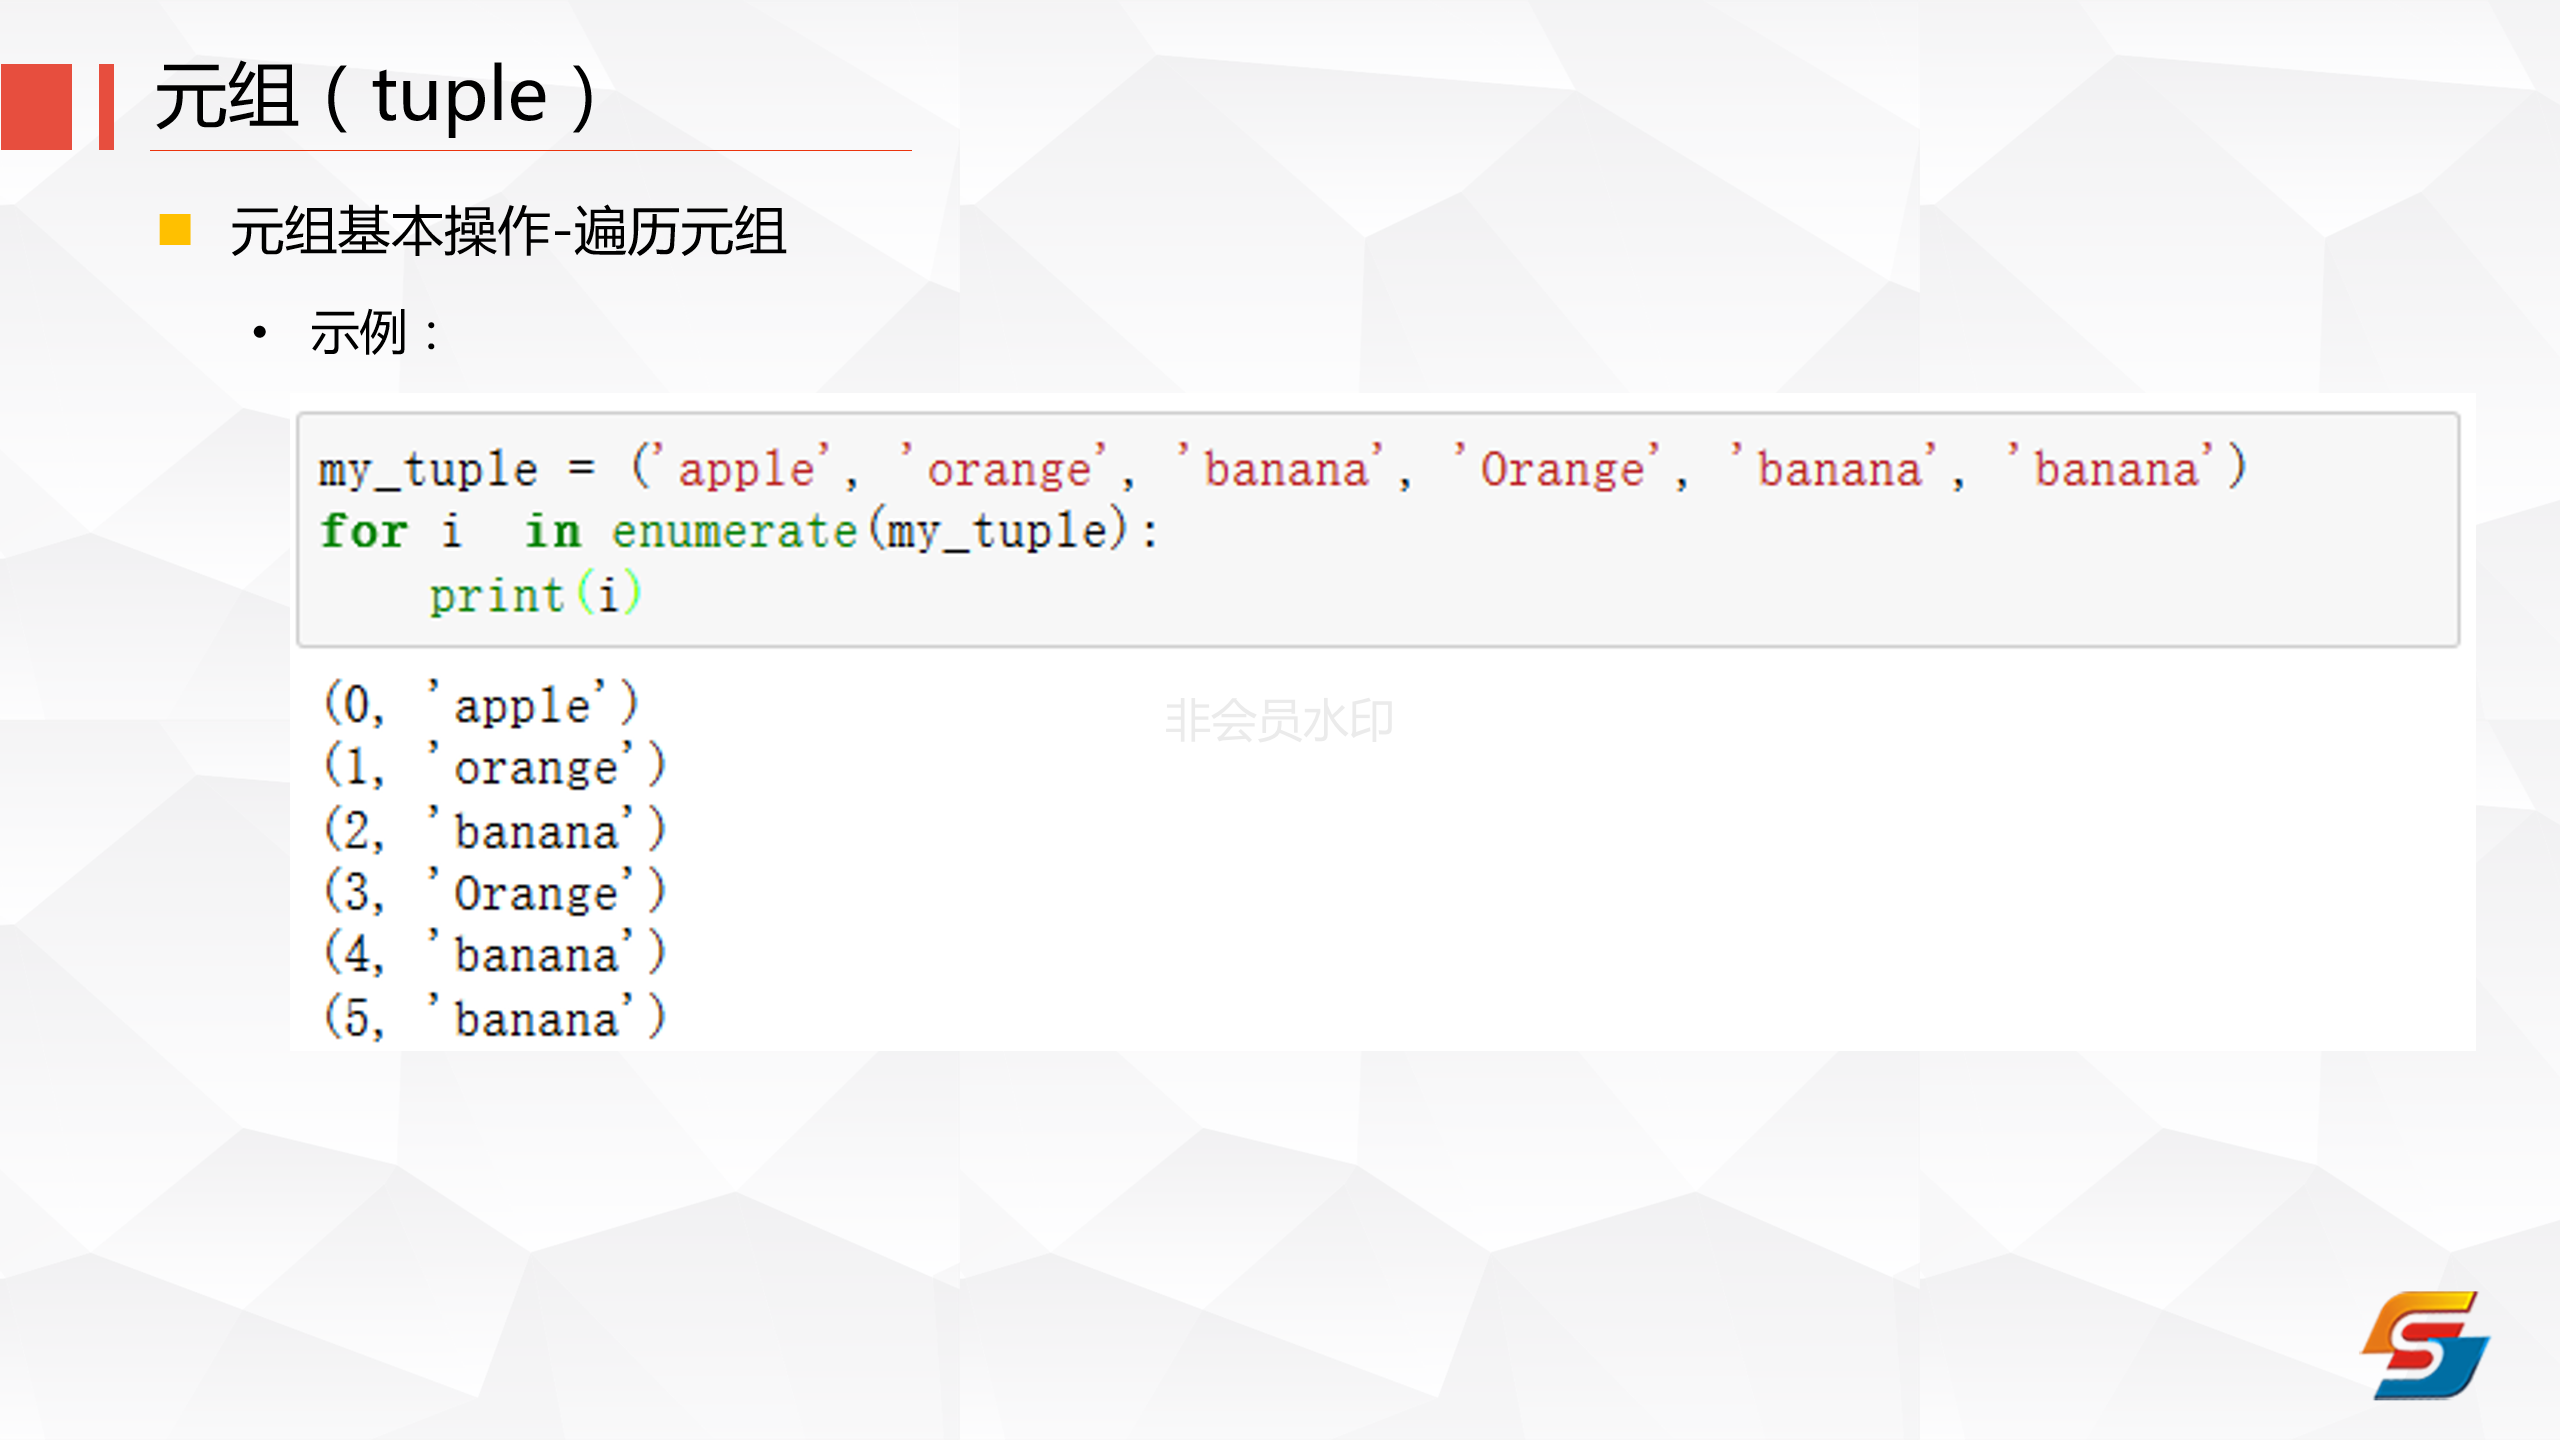 元组（tuple）
元组基本操作-遍历元组
• 示例：
my_tuple = ('apple', 'orange', 'banana', 'Orange', 'banana', 'banana')
for i  in enumerate(my_tuple):
    print(i)
(0, 'apple')
(1, 'orange')
(2, 'banana')
(3, 'Orange')
(4, 'banana')
(5, 'banana')
非会员水印